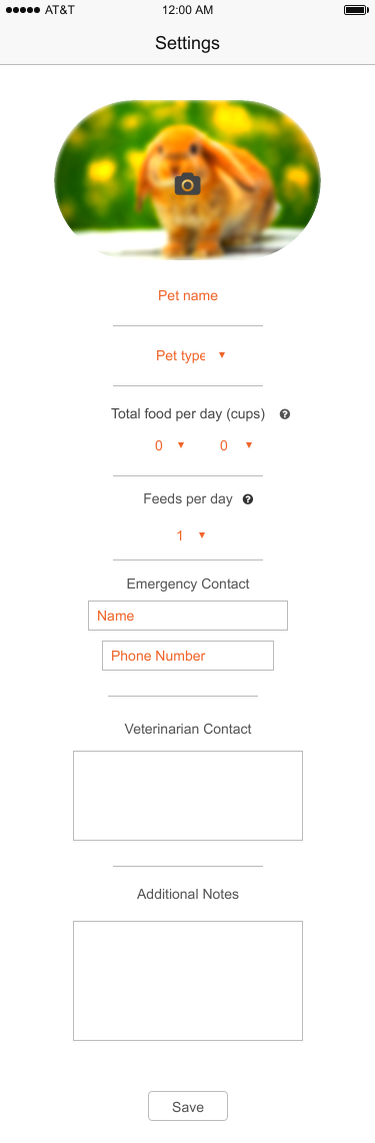 AT&T 12:00 AM
Settings
Pet name
Pet type
Total food per day (cups) ?
0 0
Feeds per day ?
1
Emergency Contact
Name
Phone Number
Veterinarian Contact
Additional Notes
Save